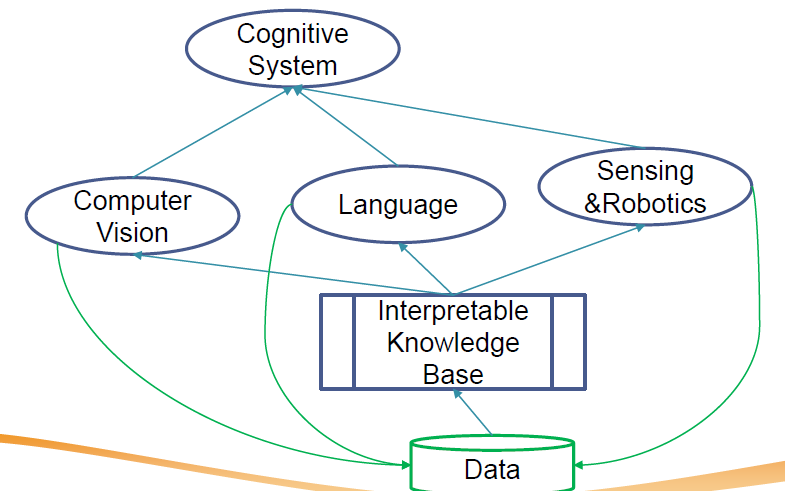 Cognitive
System
Computer
Vision
Language
Sensing
&Robotics
Interpretable
Knowledge
Base
Data